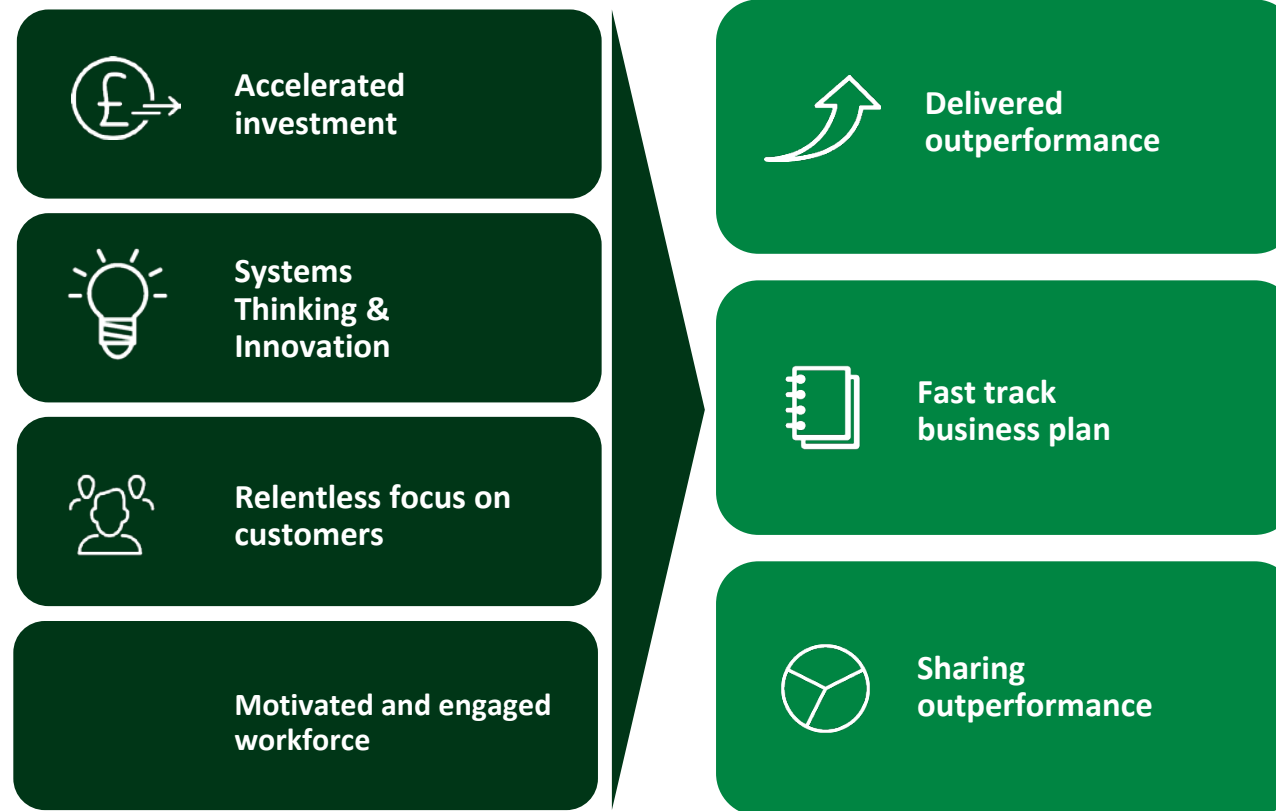 Accelerated
investment
Systems
Thinking &
Innovation
Relentless focus on
customers
Motivated and engaged
workforce
Delivered
outperformance
Fast track
business plan
Sharing
outperformance